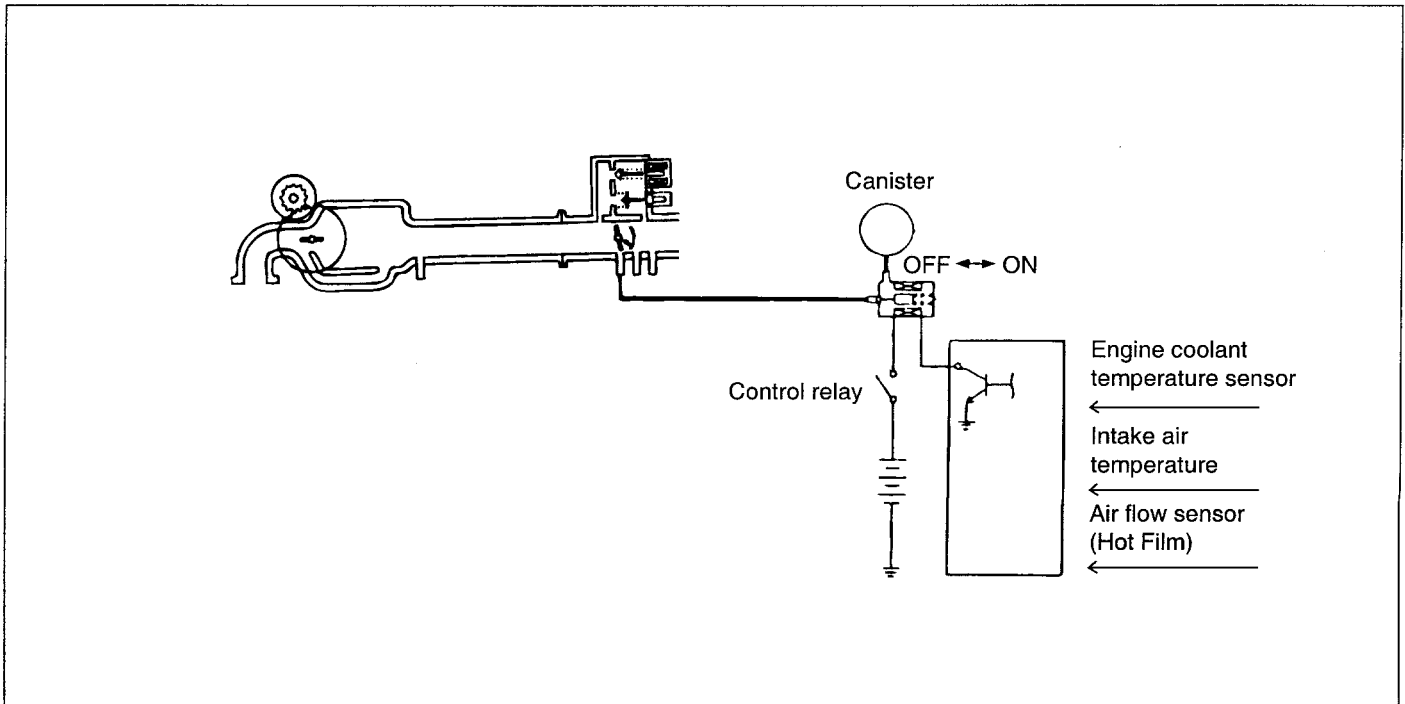 Canister
OFF ↔ ON
Control relay
Engine coolant
temperature sensor
Intake air
temperature
Air flow sensor
(Hot Film)